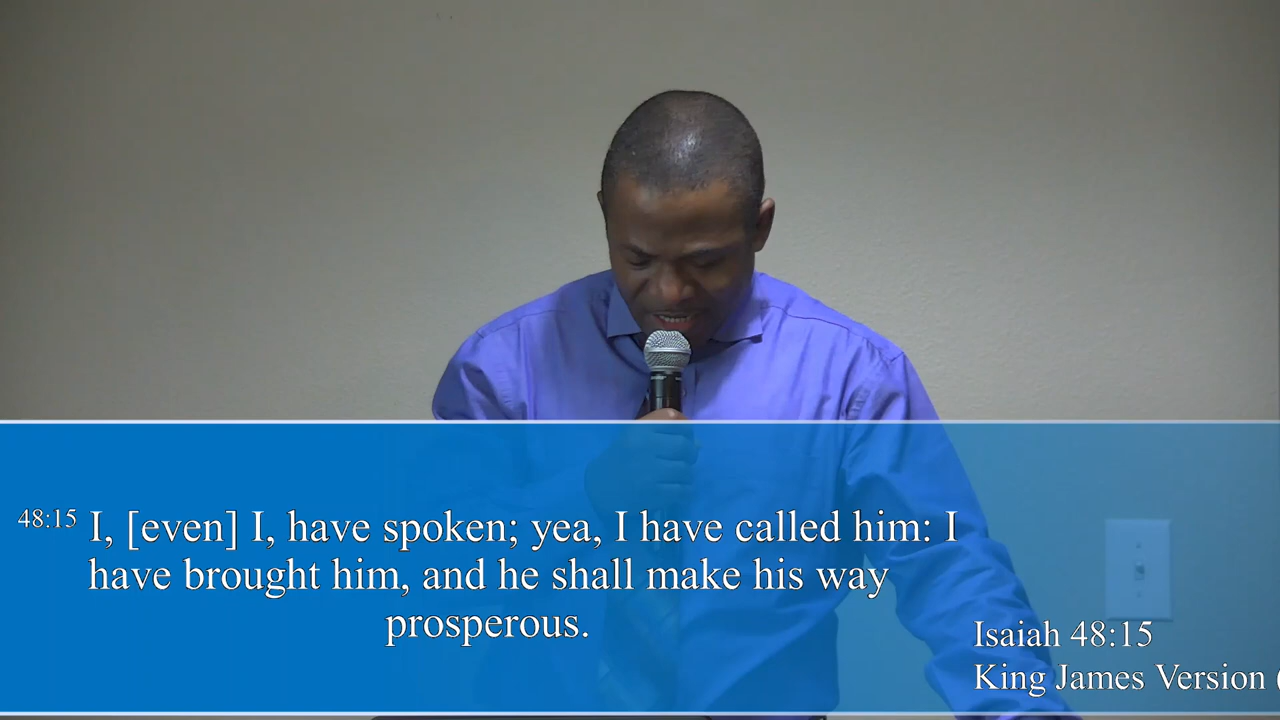 48:15 I, [even] I, have spoken; yea, I have called him: I
have brought him, and he shall make his way
prosperous.
Isaiah 48:15
King James Version (